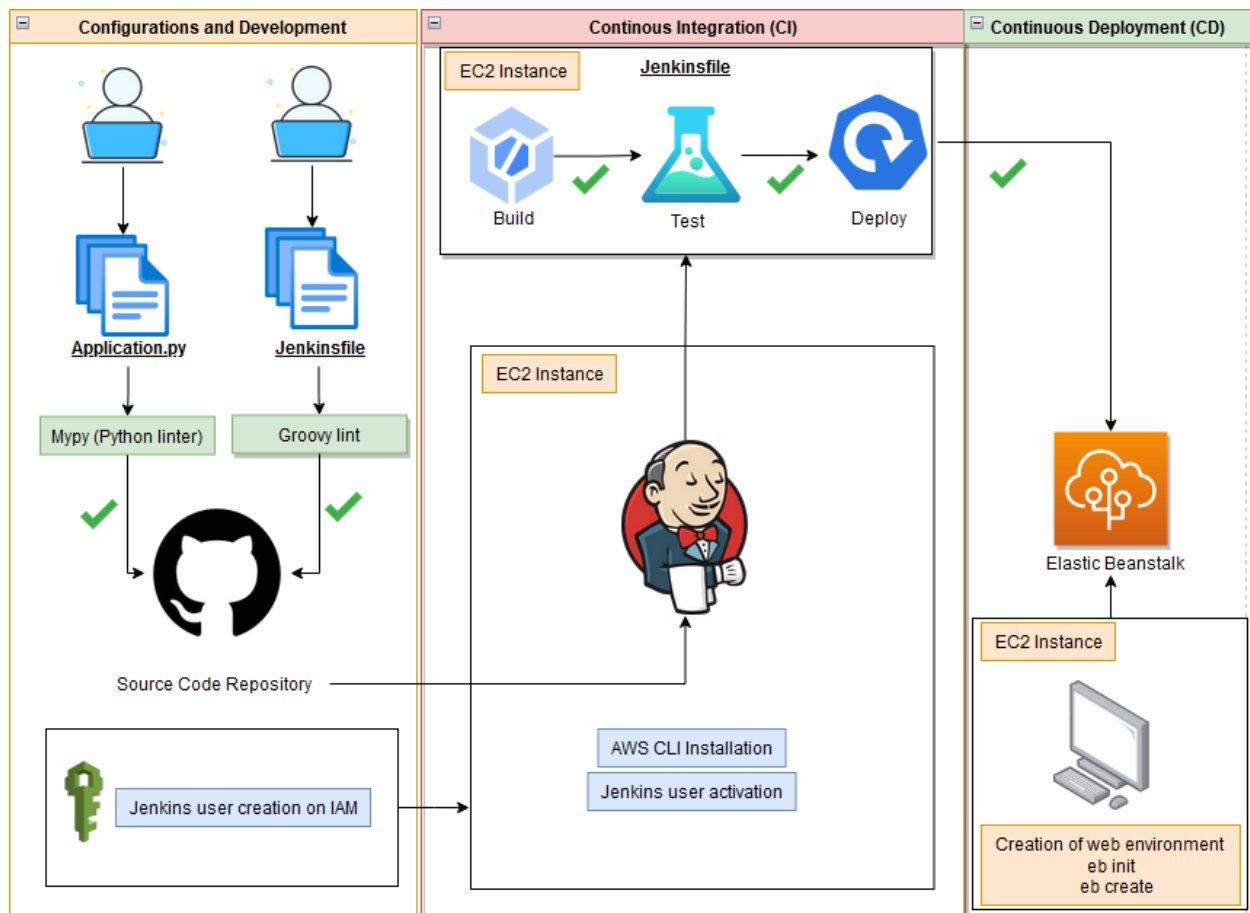 Configurations and Development
Continous Integration (CI)
Continuous Deployment (CD)
EC2 Instance
Jenkinsfile
Build
Test
Deploy
Application.py
Jenkinsfile
Mypy (Python linter)
Groovy lint
Source Code Repository
Jenkins user creation on IAM
EC2 Instance
AWS CLI Installation
Jenkins user activation
Elastic Beanstalk
EC2 Instance
Creation of web environment
eb init
eb create